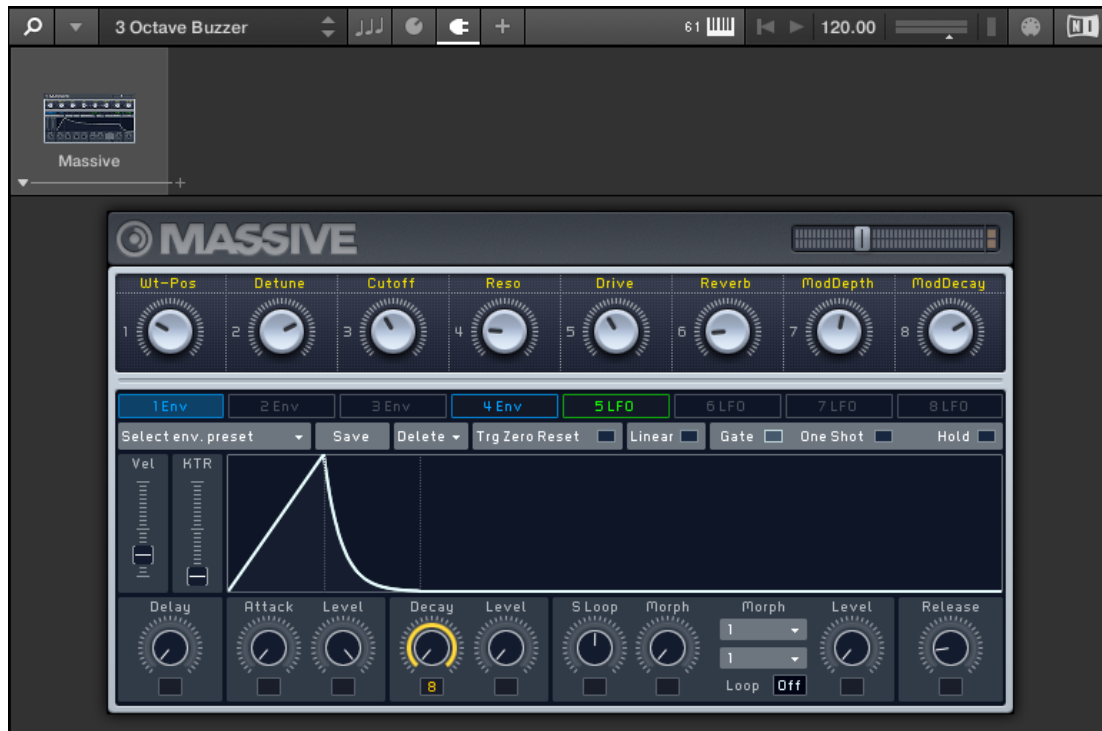 3 Octave Buzzer 61 120.00 NI
Massive
MASSIVE
Wt-Pos Detune Cutoff Reso Drive Reverb ModDepth ModDecay
1 2 3 4 5 6 7 8
1 Env 2 Env 3 Env 4 Env 5 LFO 6 LFO 7 LFO 8 LFO
Select env. preset Save Delete Trg Zero Reset Linear Gate One Shot Hold
Vel KTR
Delay Attack Level Decay Level S Loop Morph Morph Level Release
1
1
8 Loop Off